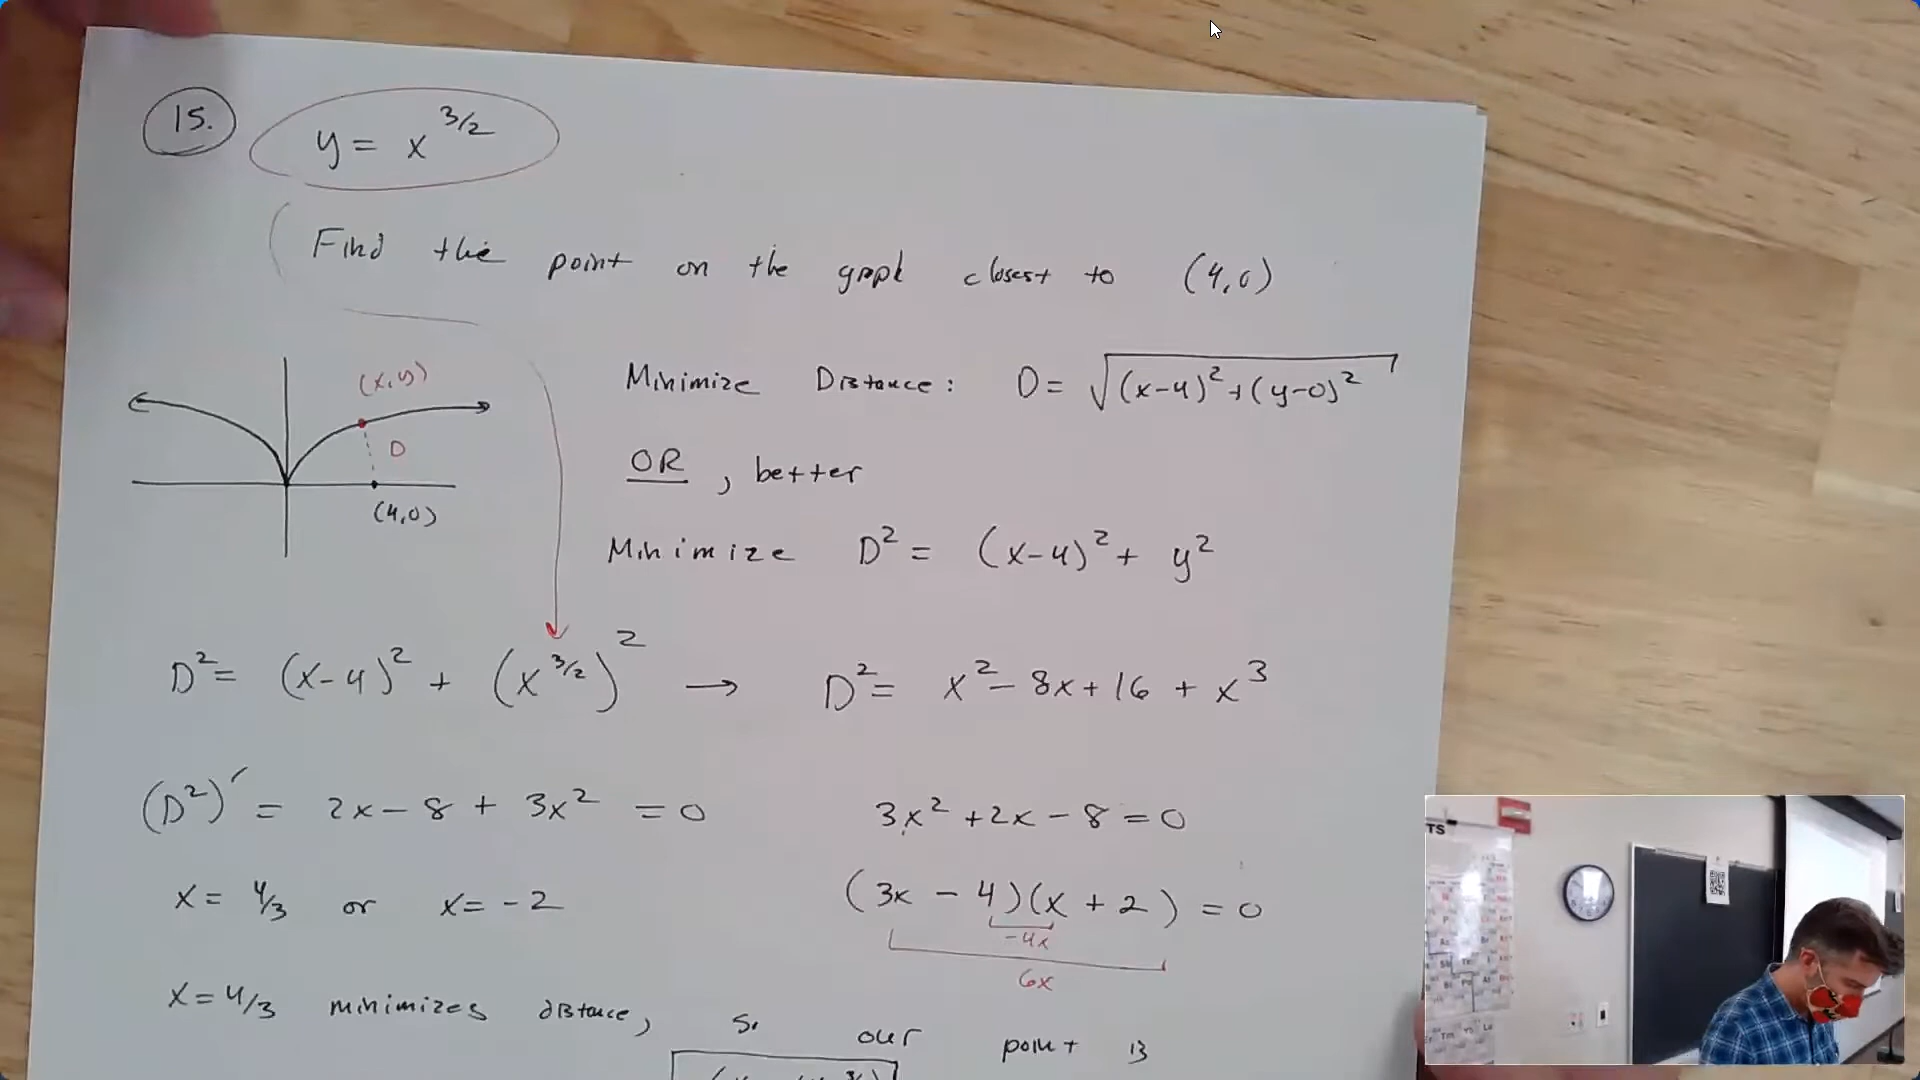 15.
y = x^{3/2}
Find the point on the graph closest to (4,0)
(x,y)
D
(4,0)
Minimize Distance: D = √((x-4)²+(y-0)²)
OR, better
Minimize D² = (x-4)² + y²
D² = (x-4)² + (x^{3/2})² → D² = x² - 8x + 16 + x³
(D²)′ = 2x - 8 + 3x² = 0
3x² + 2x - 8 = 0
x = 4/3 or x = -2
(3x - 4)(x + 2) = 0
-4x
6x
x = 4/3 minimizes distance, so our point is
TS